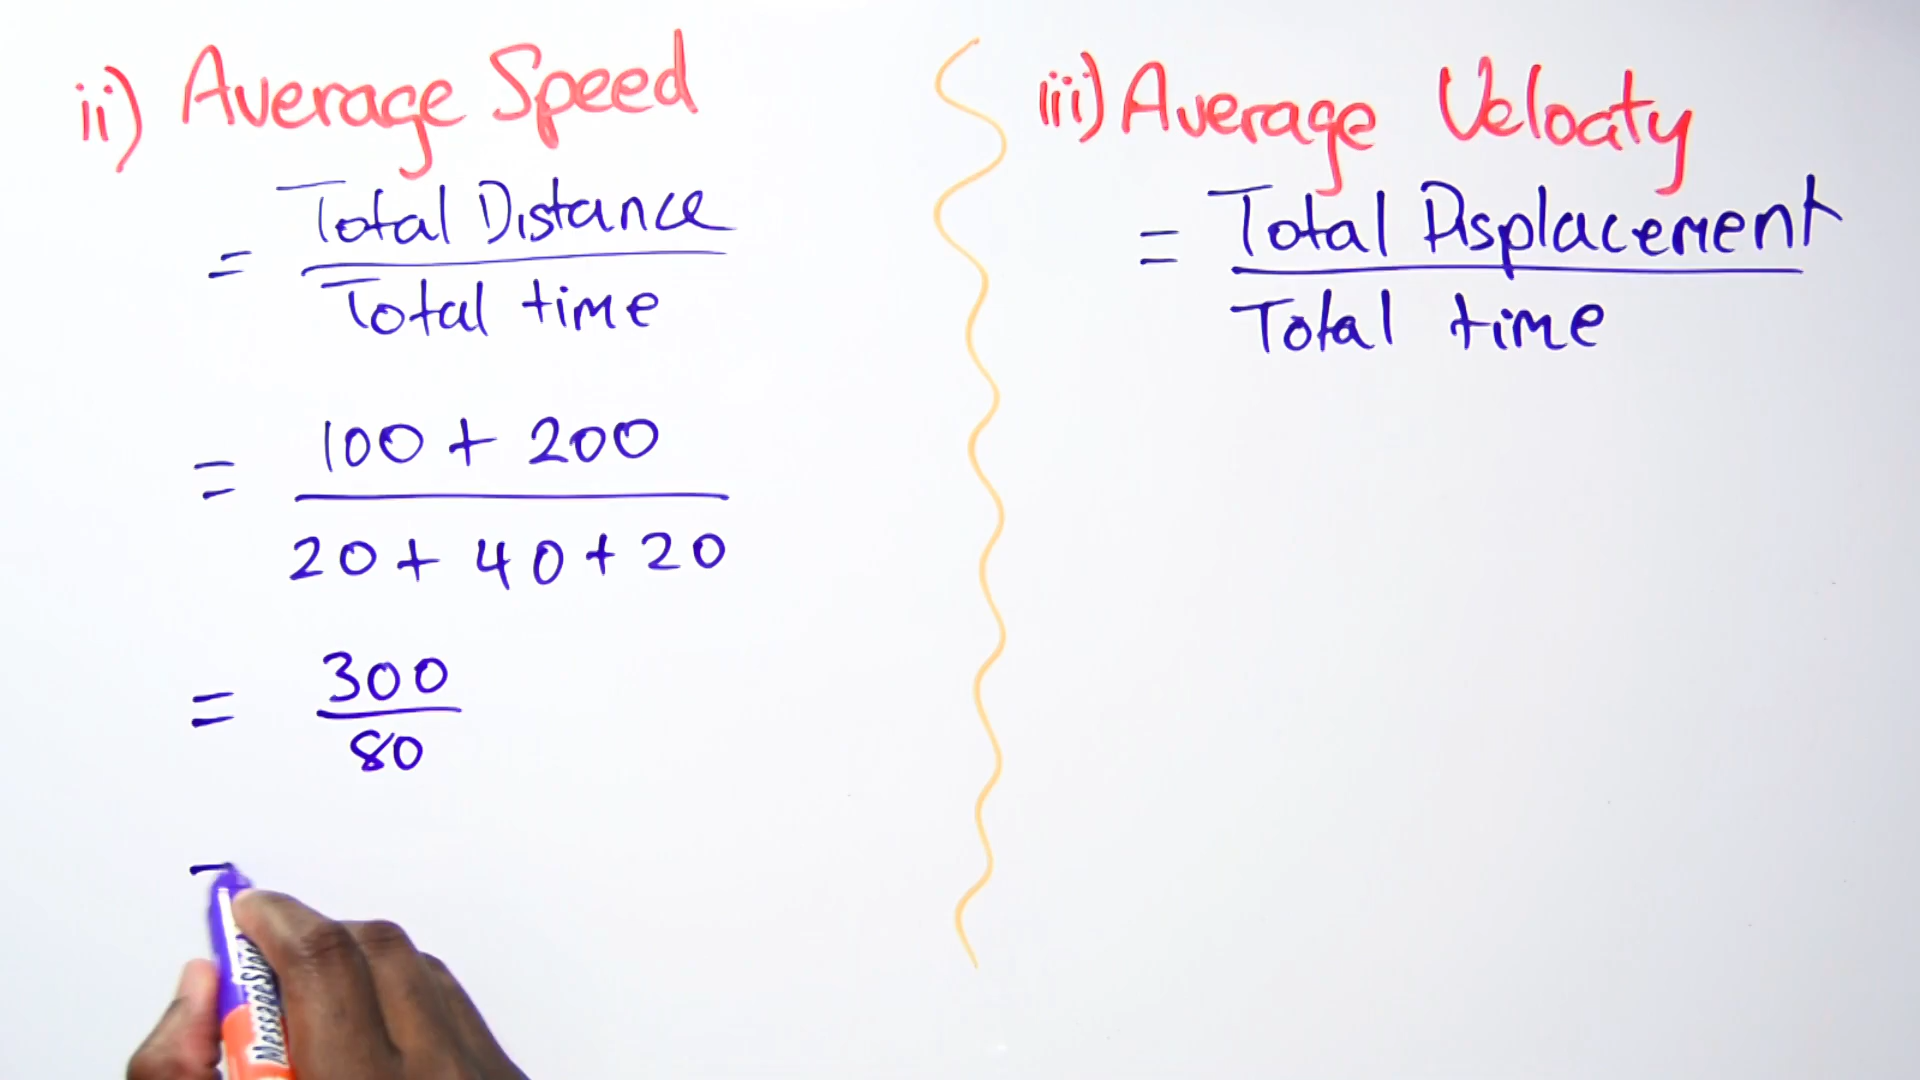 ii) Average Speed
= Total Distance
Total time
= 100 + 200
20 + 40 + 20
= 300
80
iii) Average Velocity
= Total Displacement
Total time